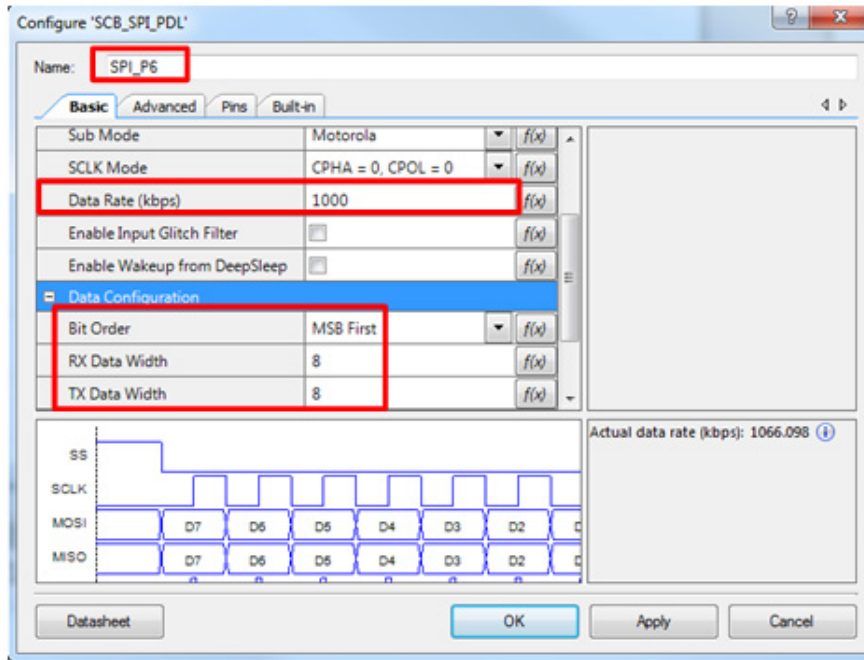 Configure 'SCB_SPI_PDL'
Name: SPI_P6
Basic Advanced Pins Built-in
Sub Mode Motorola f(x)
SCLK Mode CPHA = 0, CPOL = 0 f(x)
Data Rate (kbps) 1000 f(x)
Enable Input Glitch Filter f(x)
Enable Wakeup from DeepSleep f(x)
Data Configuration
Bit Order MSB First f(x)
RX Data Width 8 f(x)
TX Data Width 8 f(x)
Actual data rate (kbps): 1066.098
SS
SCLK
MOSI D7 D6 D5 D4 D3 D2
MISO D7 D6 D5 D4 D3 D2
Datasheet OK Apply Cancel